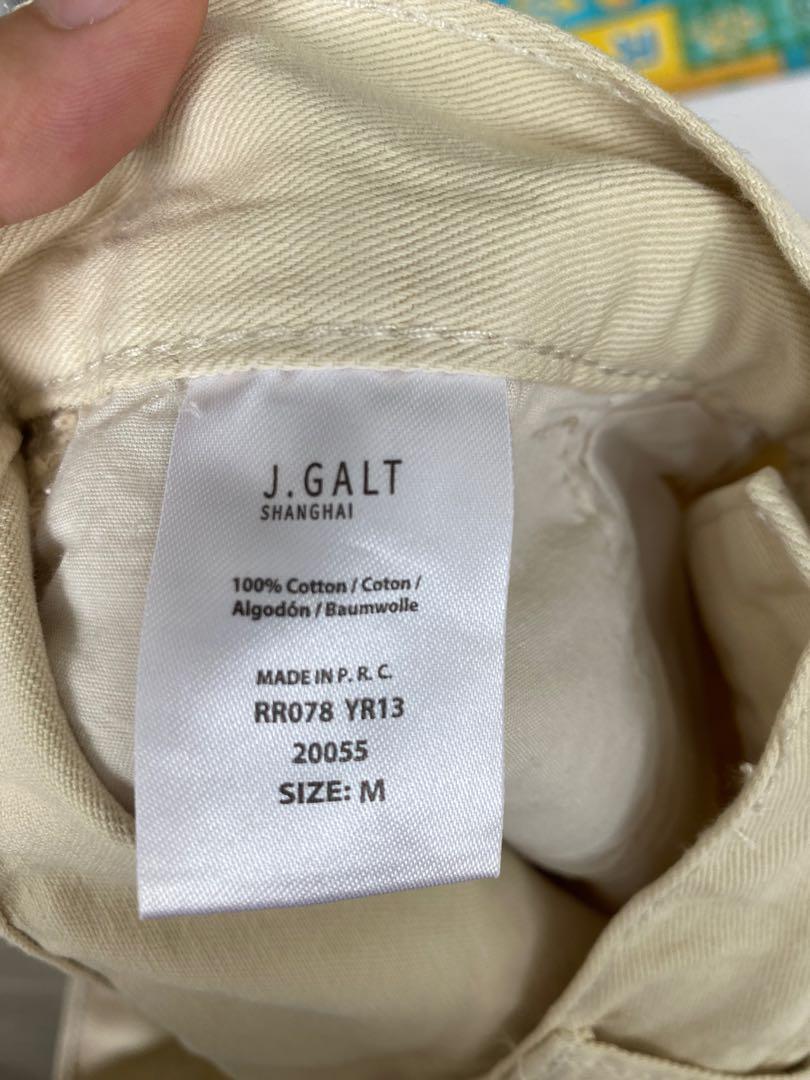 J.GALT
SHANGHAI
100% Cotton / Coton /
Algodón / Baumwolle
MADE IN P. R. C.
RR078 YR13
20055
SIZE: M